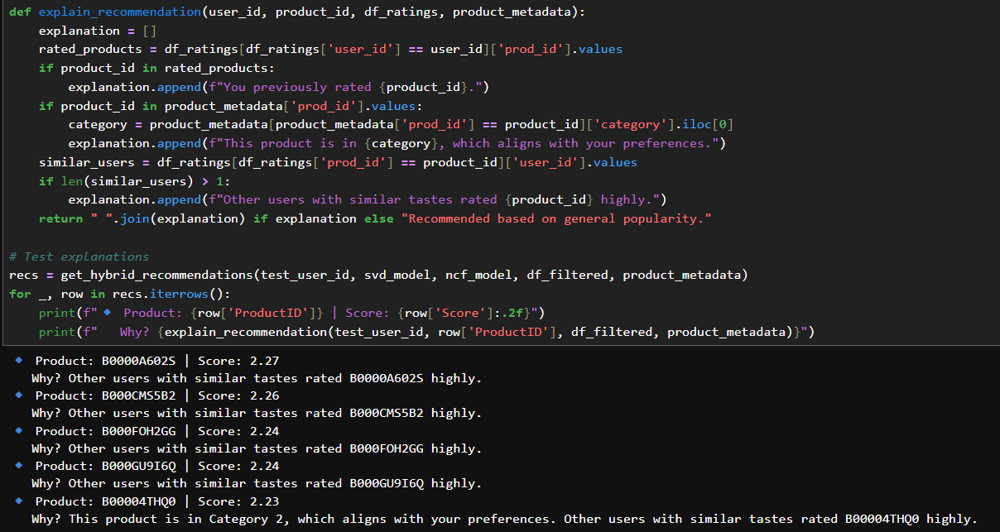 def explain_recommendation(user_id, product_id, df_ratings, product_metadata):
    explanation = []
    rated_products = df_ratings[df_ratings['user_id'] == user_id]['prod_id'].values
    if product_id in rated_products:
        explanation.append(f"You previously rated {product_id}.")
    if product_id in product_metadata['prod_id'].values:
        category = product_metadata[product_metadata['prod_id'] == product_id]['category'].iloc[0]
        explanation.append(f"This product is in {category}, which aligns with your preferences.")
    similar_users = df_ratings[df_ratings['prod_id'] == product_id]['user_id'].values
    if len(similar_users) > 1:
        explanation.append(f"Other users with similar tastes rated {product_id} highly.")
    return " ".join(explanation) if explanation else "Recommended based on general popularity."

# Test explanations
recs = get_hybrid_recommendations(test_user_id, svd_model, ncf_model, df_filtered, product_metadata)
for _, row in recs.iterrows():
    print(f"🔹 Product: {row['ProductID']} | Score: {row['Score']:.2f}")
    print(f"   Why? {explain_recommendation(test_user_id, row['ProductID'], df_filtered, product_metadata)}")
🔹 Product: B0000A602S | Score: 2.27
   Why? Other users with similar tastes rated B0000A602S highly.
🔹 Product: B000CMS5B2 | Score: 2.26
   Why? Other users with similar tastes rated B000CMS5B2 highly.
🔹 Product: B000FOH2GG | Score: 2.24
   Why? Other users with similar tastes rated B000FOH2GG highly.
🔹 Product: B000GU9I6Q | Score: 2.24
   Why? Other users with similar tastes rated B000GU9I6Q highly.
🔹 Product: B00004THQ0 | Score: 2.23
   Why? This product is in Category 2, which aligns with your preferences. Other users with similar tastes rated B00004THQ0 highly.